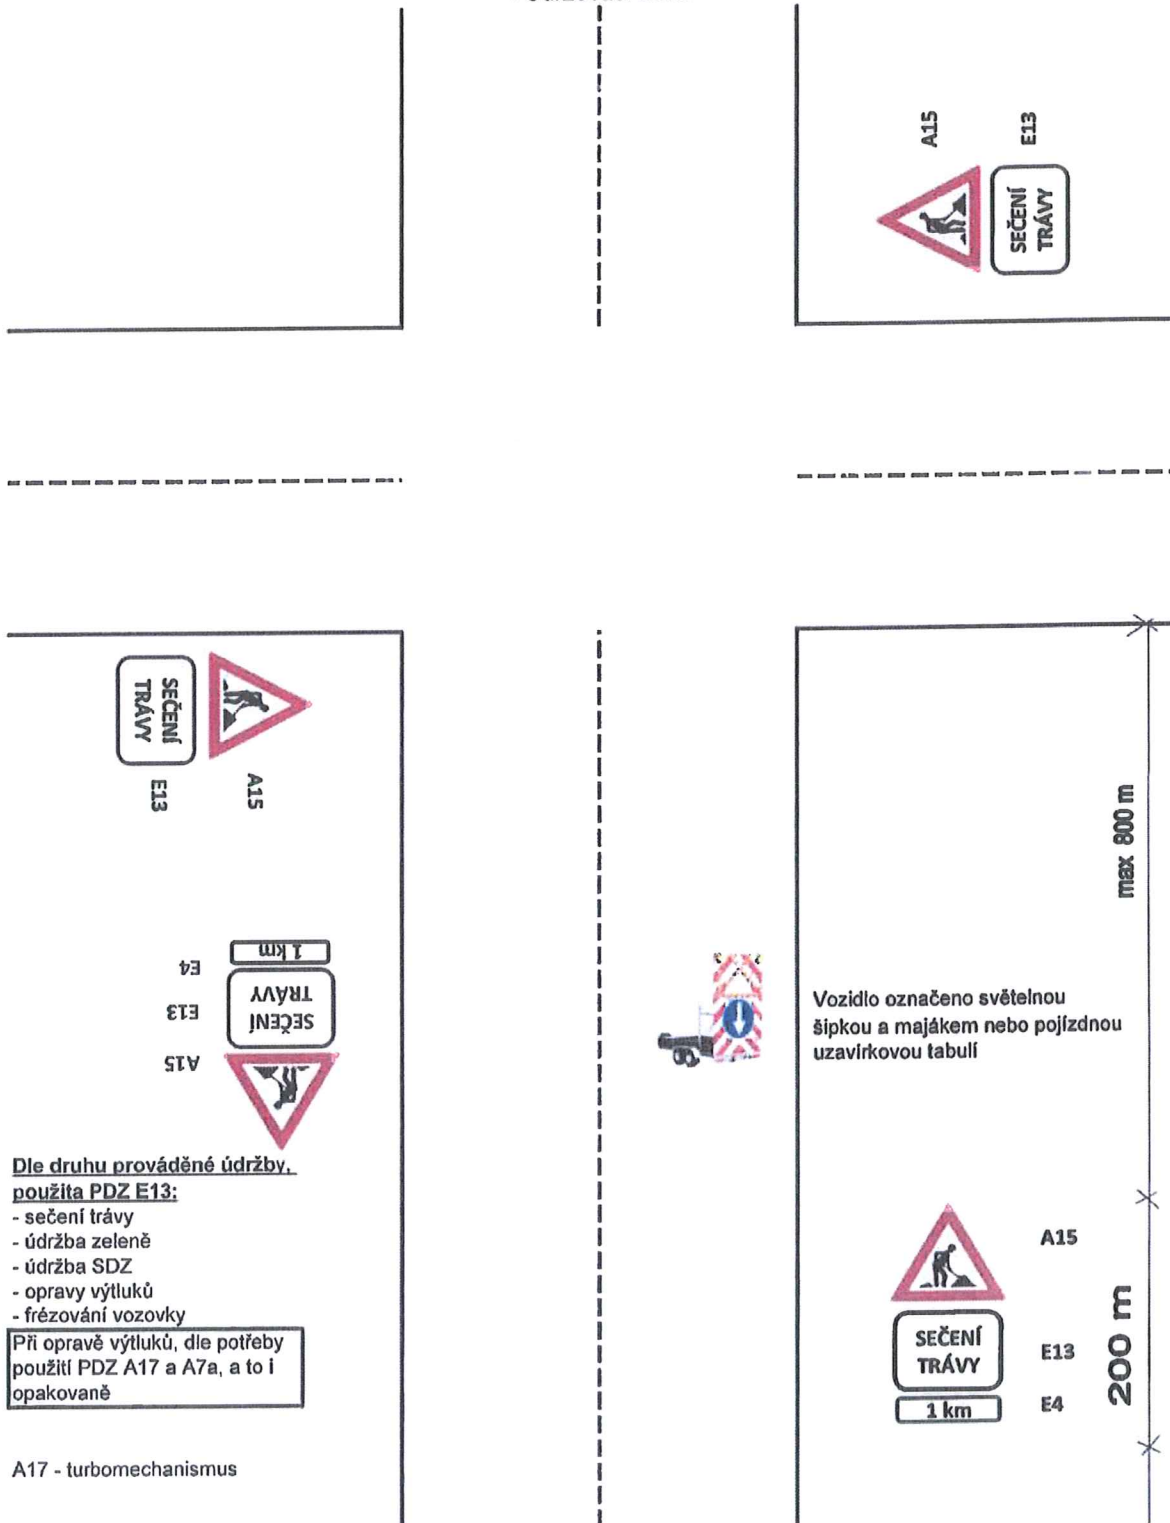 A15
E13
SEČENÍ
TRÁVY
SEČENÍ
TRÁVY
E13
A15
max 800 m
1 km
E4
SEČENÍ
TRÁVY
E13
A15
Vozidlo označeno světelnou
šipkou a majákem nebo pojízdnou
uzavírkovou tabulí
Dle druhu prováděné údržby,
použita PDZ E13:
- sečení trávy
- údržba zeleně
- údržba SDZ
- opravy výtluků
- frézování vozovky
Při opravě výtluků, dle potřeby
použití PDZ A17 a A7a, a to i
opakovaně
A17 - turbomechanismus
A15
SEČENÍ
TRÁVY
E13
1 km
E4
200 m